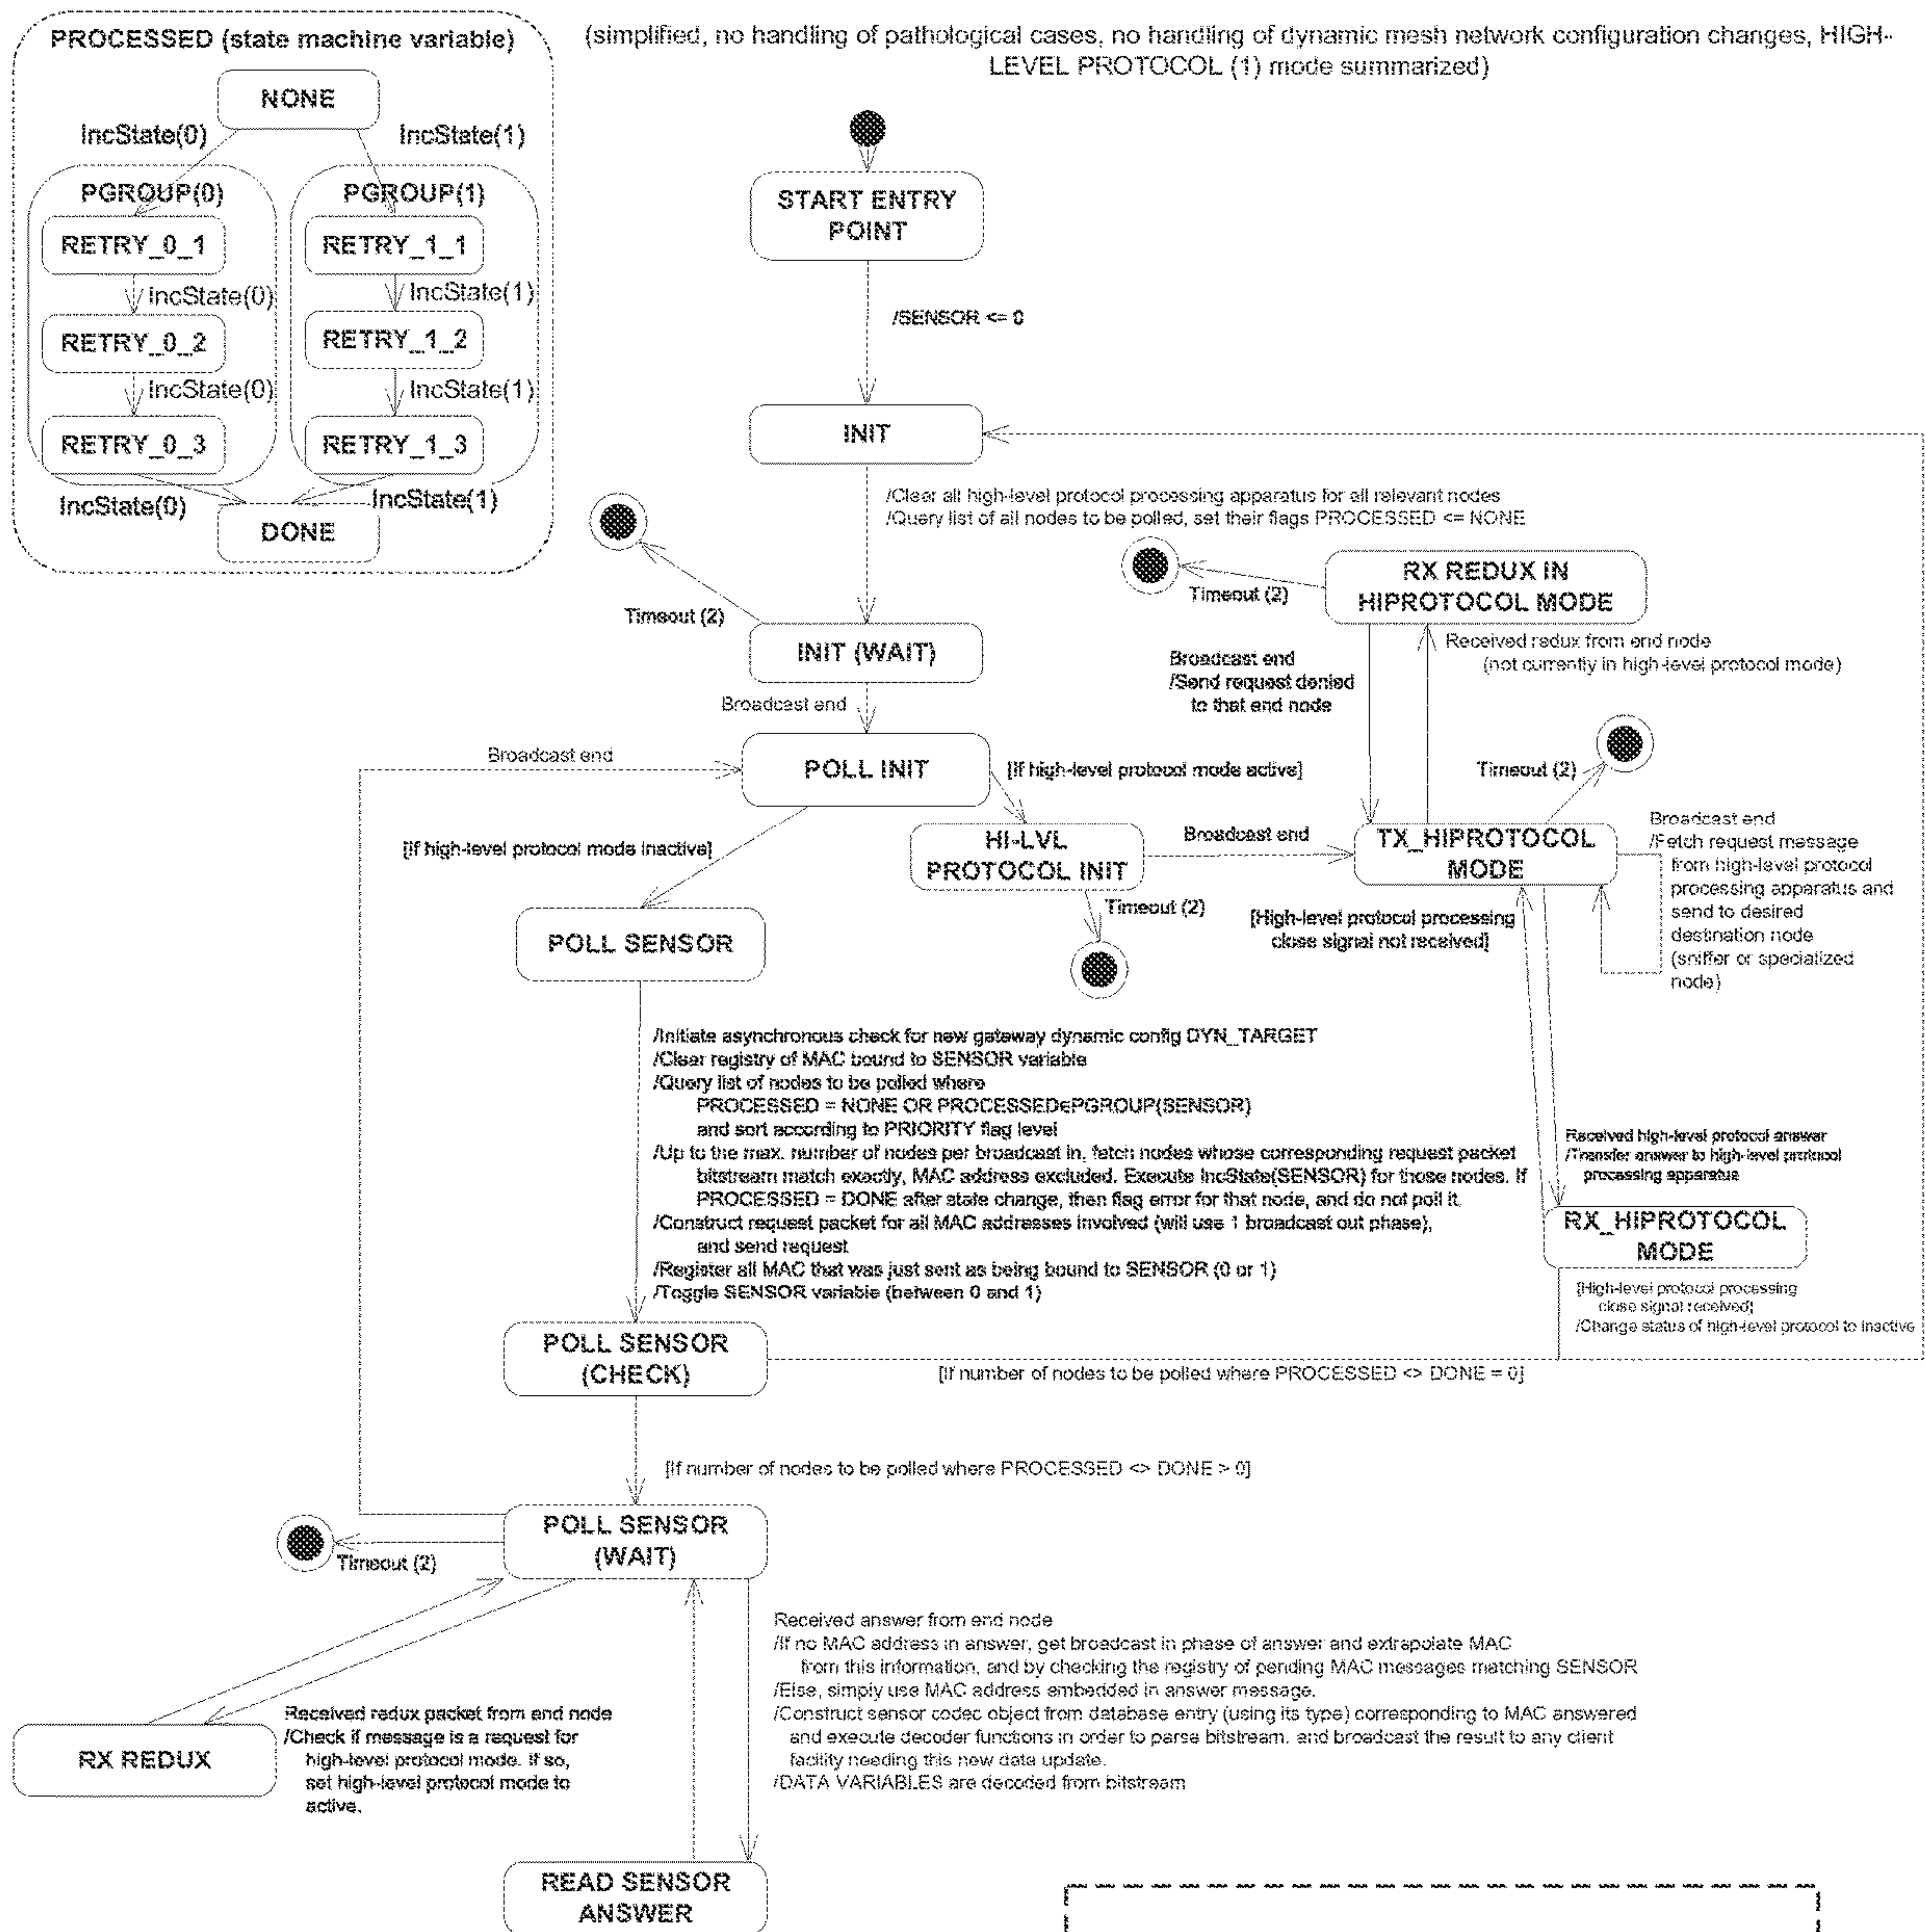 PROCESSED (state machine variable)
NONE
IncState(0)
IncState(1)
PGROUP(0)
PGROUP(1)
RETRY_0_1
RETRY_1_1
IncState(0)
IncState(1)
RETRY_0_2
RETRY_1_2
IncState(0)
IncState(1)
RETRY_0_3
RETRY_1_3
IncState(0)
IncState(1)
DONE
(simplified, no handling of pathological cases, no handling of dynamic mesh network configuration changes, HIGH-
LEVEL PROTOCOL (1) mode summarized)
START ENTRY
POINT
/SENSOR <= 0
INIT
/Clear all high-level protocol processing apparatus for all relevant nodes
/Query list of all nodes to be polled, set their flags PROCESSED <= NONE
Timeout (2)
INIT (WAIT)
Broadcast end
RX REDUX IN
HIPROTOCOL MODE
Timeout (2)
Received redux from end node
(not currently in high-level protocol mode)
Broadcast end
/Send request denied
to that end node
Broadcast end
POLL INIT
[If high-level protocol mode active]
Timeout (2)
[If high-level protocol mode inactive]
HI-LVL
PROTOCOL INIT
Broadcast end
TX_HIPROTOCOL
MODE
Broadcast end
/Fetch request message
from high-level protocol
processing apparatus and
send to desired
destination node
(sniffer or specialized
node)
Timeout (2)
[High-level protocol processing
close signal not received]
POLL SENSOR
/Initiate asynchronous check for new gateway dynamic config DYN_TARGET
/Clear registry of MAC bound to SENSOR variable
/Query list of nodes to be polled where
PROCESSED = NONE OR PROCESSED∈PGROUP(SENSOR)
and sort according to PRIORITY flag level
/Up to the max. number of nodes per broadcast in, fetch nodes whose corresponding request packet
bitstream match exactly, MAC address excluded. Execute IncState(SENSOR) for those nodes. If
PROCESSED = DONE after state change, then flag error for that node, and do not poll it.
/Construct request packet for all MAC addresses involved (will use 1 broadcast out phase),
and send request
/Register all MAC that was just sent as being bound to SENSOR (0 or 1)
/Toggle SENSOR variable (between 0 and 1)
Received high-level protocol answer
/Transfer answer to high-level protocol
processing apparatus
RX_HIPROTOCOL
MODE
[High-level protocol processing
close signal received]
/Change status of high-level protocol to inactive
POLL SENSOR
(CHECK)
[If number of nodes to be polled where PROCESSED <> DONE = 0]
[If number of nodes to be polled where PROCESSED <> DONE > 0]
POLL SENSOR
(WAIT)
Timeout (2)
Received answer from end node
/If no MAC address in answer, get broadcast in phase of answer and extrapolate MAC
from this information, and by checking the registry of pending MAC messages matching SENSOR
/Else, simply use MAC address embedded in answer message.
/Construct sensor codec object from database entry (using its type) corresponding to MAC answered
and execute decoder functions in order to parse bitstream. and broadcast the result to any client
facility needing this new data update.
/DATA VARIABLES are decoded from bitstream
RX REDUX
Received redux packet from end node
/Check if message is a request for
high-level protocol mode. If so,
set high-level protocol mode to
active.
READ SENSOR
ANSWER